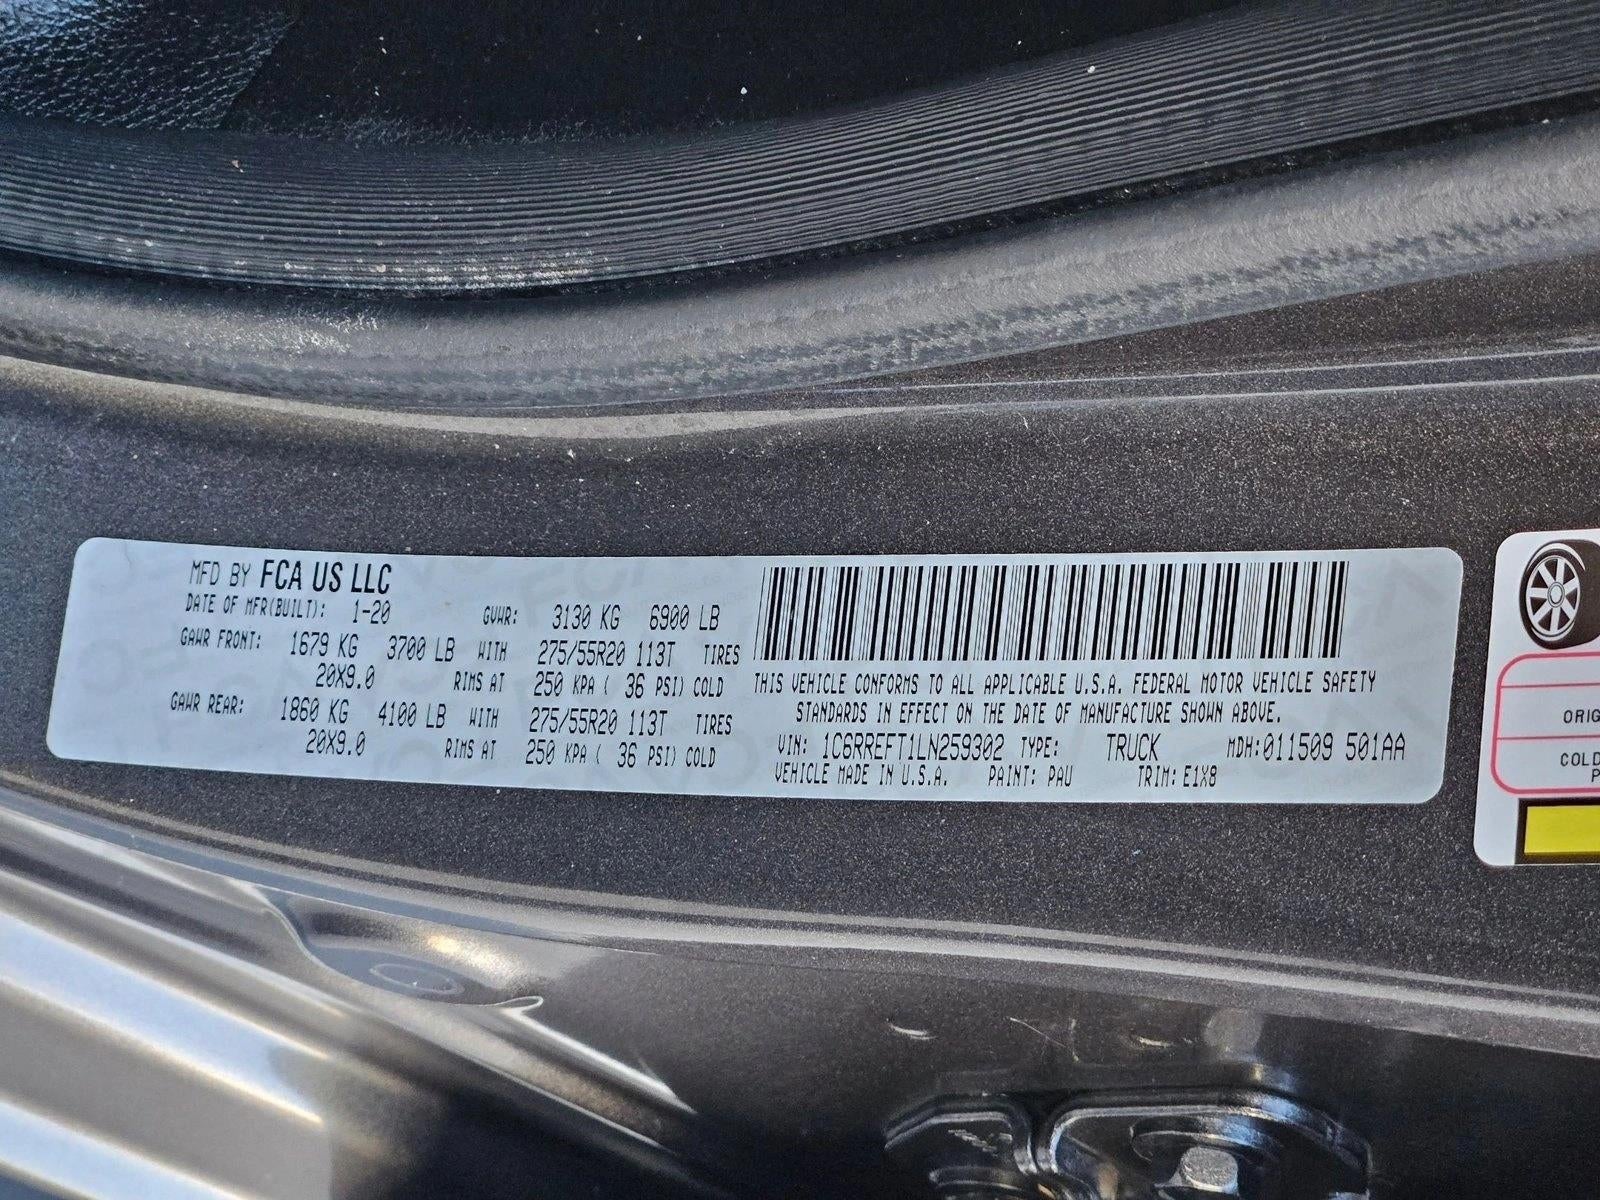 MFD BY FCA US LLC
DATE OF MFR(BUILT): 1-20 GVWR: 3130 KG 6900 LB
GAWR FRONT: 1679 KG 3700 LB WITH 275/55R20 113T TIRES
20X9.0 RIMS AT 250 KPA ( 36 PSI) COLD
GAWR REAR: 1860 KG 4100 LB WITH 275/55R20 113T TIRES
20X9.0 RIMS AT 250 KPA ( 36 PSI) COLD
THIS VEHICLE CONFORMS TO ALL APPLICABLE U.S.A. FEDERAL MOTOR VEHICLE SAFETY
STANDARDS IN EFFECT ON THE DATE OF MANUFACTURE SHOWN ABOVE.
VIN: 1C6RREFT1LN259302 TYPE: TRUCK MDH:011509 501AA
VEHICLE MADE IN U.S.A. PAINT: PAU TRIM: E1X8
ORIG
COLD
P